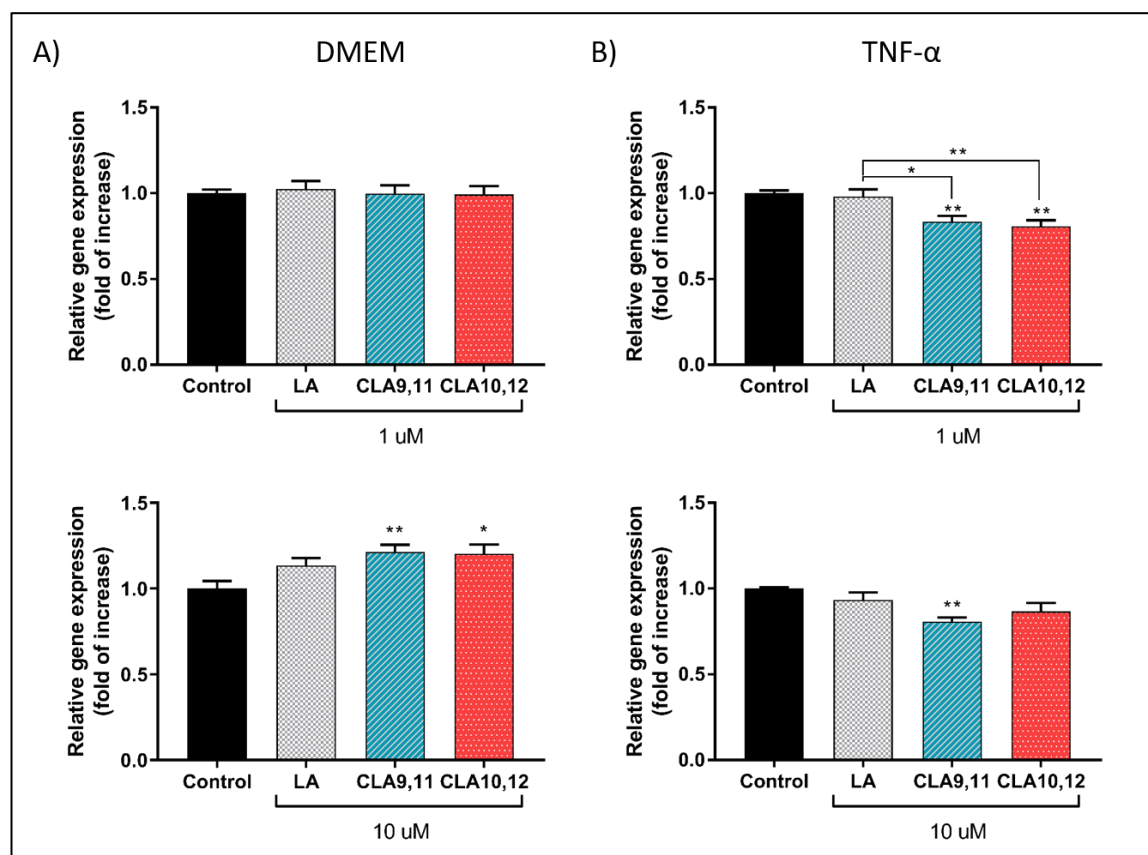 A) DMEM
Relative gene expression
(fold of increase)
1.5
1.0
0.5
0.0
Control LA CLA9,11 CLA10,12
1 uM
B) TNF-α
Relative gene expression
(fold of increase)
1.5
1.0
0.5
0.0
**
*
** **
Control LA CLA9,11 CLA10,12
1 uM
Relative gene expression
(fold of increase)
1.5
1.0
0.5
0.0
** *
Control LA CLA9,11 CLA10,12
10 uM
Relative gene expression
(fold of increase)
1.5
1.0
0.5
0.0
**
Control LA CLA9,11 CLA10,12
10 uM